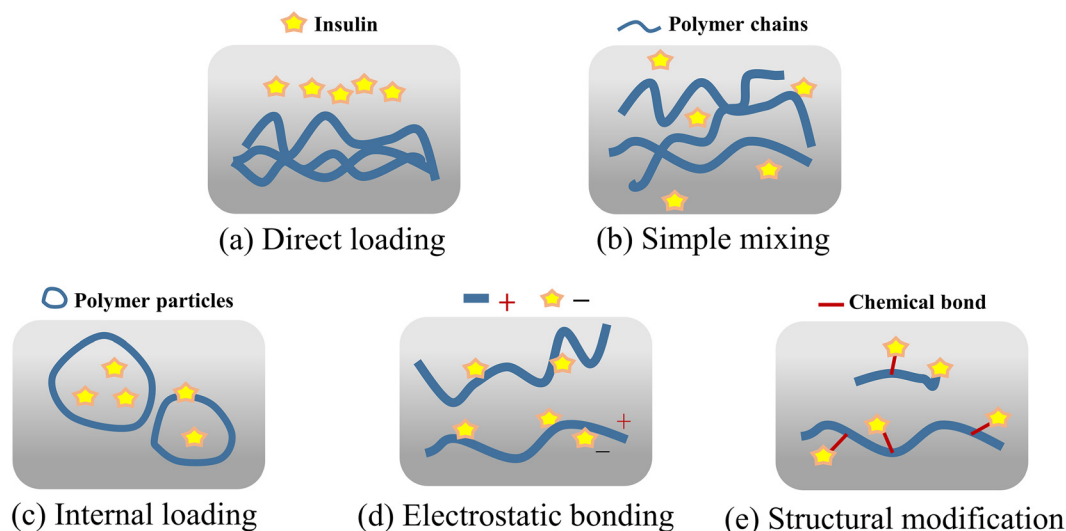 Insulin
Polymer chains
(a) Direct loading
(b) Simple mixing
Polymer particles
+ −
Chemical bond
+
−
(c) Internal loading
(d) Electrostatic bonding
(e) Structural modification